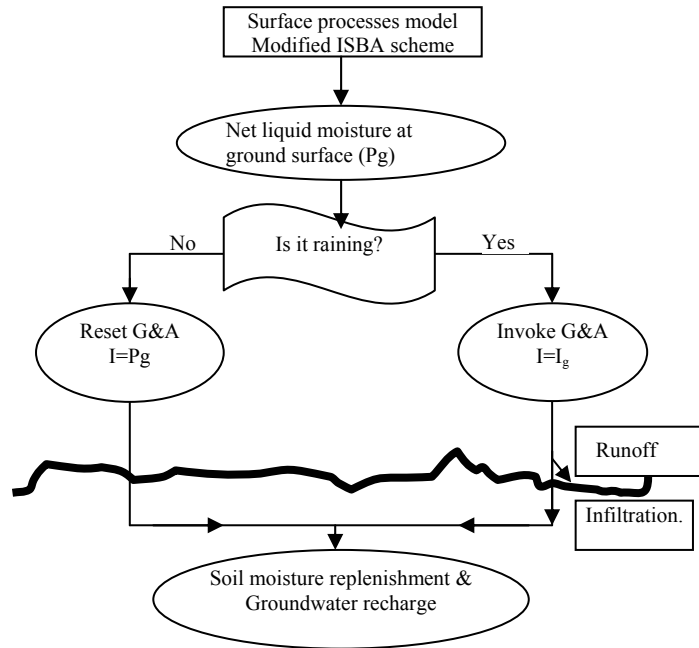 Surface processes model
Modified ISBA scheme
Net liquid moisture at
ground surface (Pg)
Is it raining?
No
Yes
Reset G&A
I=Pg
Invoke G&A
I=Ig
Runoff
Infiltration.
Soil moisture replenishment &
Groundwater recharge